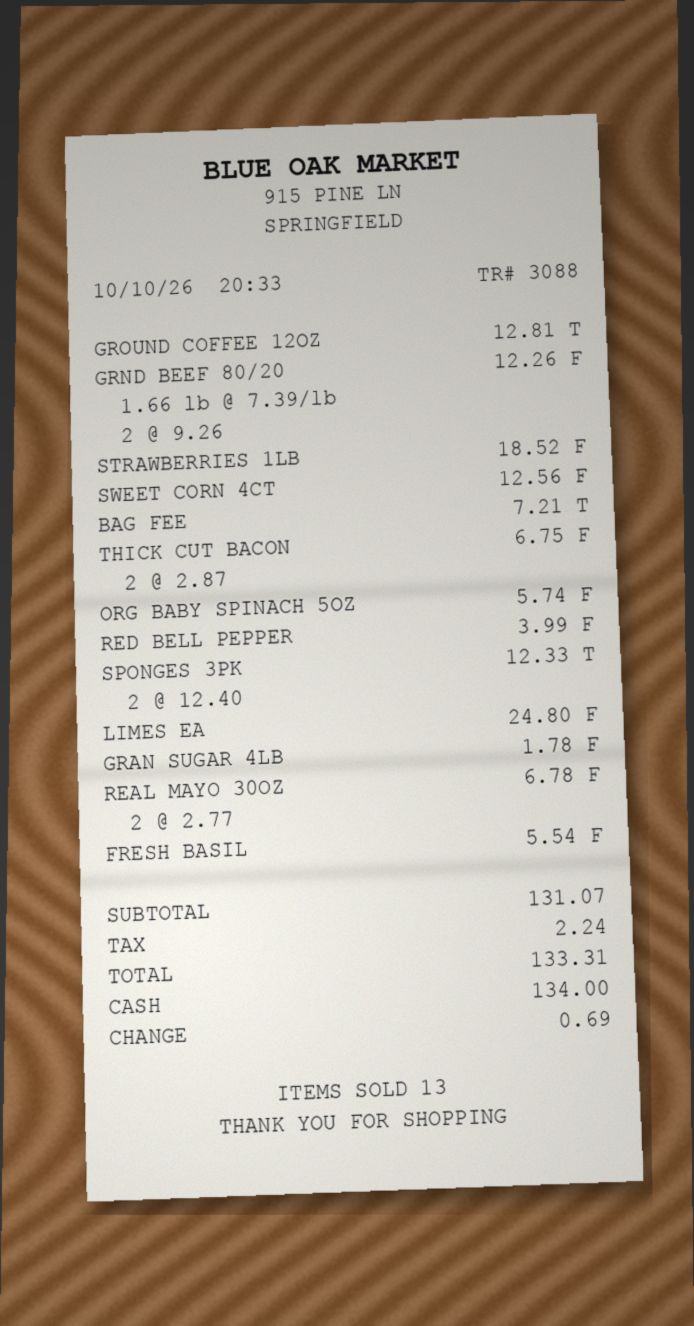 BLUE OAK MARKET
915 PINE LN
SPRINGFIELD
10/10/26 20:33 TR# 3088
GROUND COFFEE 12OZ 12.81 T
GRND BEEF 80/20 12.26 F
1.66 lb @ 7.39/lb
2 @ 9.26
STRAWBERRIES 1LB 18.52 F
SWEET CORN 4CT 12.56 F
BAG FEE 7.21 T
THICK CUT BACON 6.75 F
2 @ 2.87
ORG BABY SPINACH 5OZ 5.74 F
RED BELL PEPPER 3.99 F
SPONGES 3PK 12.33 T
2 @ 12.40
LIMES EA 24.80 F
GRAN SUGAR 4LB 1.78 F
REAL MAYO 30OZ 6.78 F
2 @ 2.77
FRESH BASIL 5.54 F
SUBTOTAL 131.07
TAX 2.24
TOTAL 133.31
CASH 134.00
CHANGE 0.69
ITEMS SOLD 13
THANK YOU FOR SHOPPING